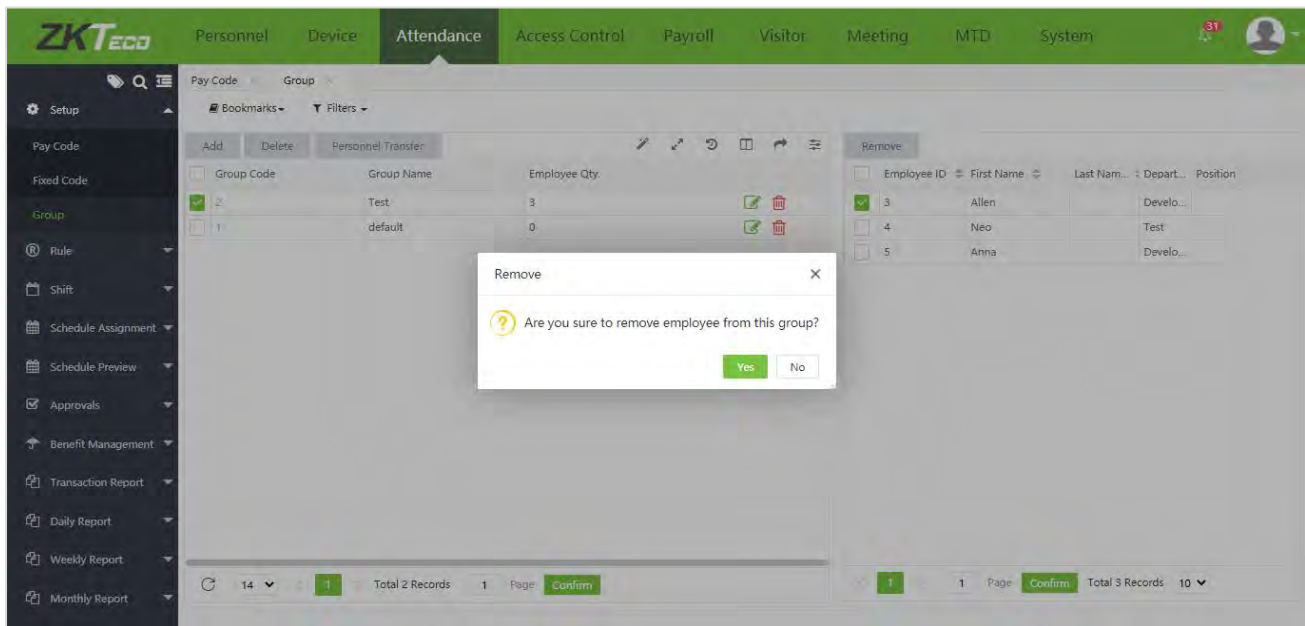 ZKTeco Personnel Device Attendance Access Control Payroll Visitor Meeting MTD System 31
Pay Code Group
Setup
Bookmarks Filters
Pay Code
Fixed Code
Group
Rule
Shift
Schedule Assignment
Schedule Preview
Approvals
Benefit Management
Transaction Report
Daily Report
Weekly Report
Monthly Report
Add Delete Personnel Transfer
Group Code Group Name Employee Qty.
2 Test 3
1 default 0
14 1 Total 2 Records 1 Page Confirm
Remove
Employee ID First Name Last Nam... Depart... Position
3 Allen Develo...
4 Neo Test
5 Anna Develo...
1 1 Page Confirm Total 3 Records 10
Remove
Are you sure to remove employee from this group?
Yes No